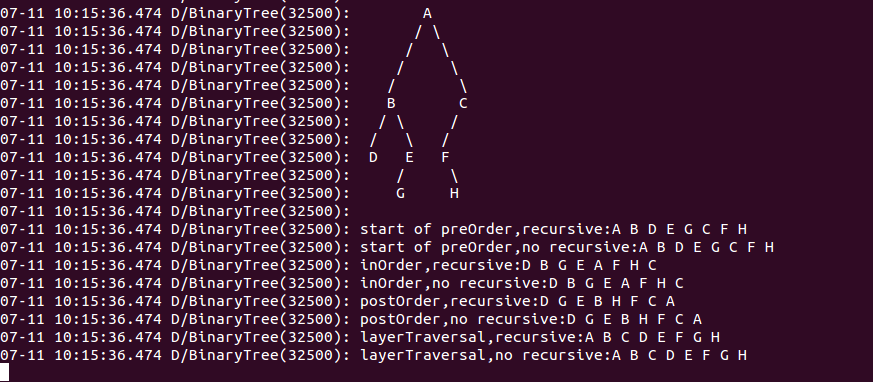 07-11 10:15:36.474 D/BinaryTree(32500):         A
07-11 10:15:36.474 D/BinaryTree(32500):        / \
07-11 10:15:36.474 D/BinaryTree(32500):       /   \
07-11 10:15:36.474 D/BinaryTree(32500):      /     \
07-11 10:15:36.474 D/BinaryTree(32500):     /       \
07-11 10:15:36.474 D/BinaryTree(32500):     B       C
07-11 10:15:36.474 D/BinaryTree(32500):    / \     /
07-11 10:15:36.474 D/BinaryTree(32500):   /   \   /
07-11 10:15:36.474 D/BinaryTree(32500):   D   E   F
07-11 10:15:36.474 D/BinaryTree(32500):      /     \
07-11 10:15:36.474 D/BinaryTree(32500):      G     H
07-11 10:15:36.474 D/BinaryTree(32500):
07-11 10:15:36.474 D/BinaryTree(32500): start of preOrder,recursive:A B D E G C F H
07-11 10:15:36.474 D/BinaryTree(32500): start of preOrder,no recursive:A B D E G C F H
07-11 10:15:36.474 D/BinaryTree(32500): inOrder,recursive:D B G E A F H C
07-11 10:15:36.474 D/BinaryTree(32500): inOrder,no recursive:D B G E A F H C
07-11 10:15:36.474 D/BinaryTree(32500): postOrder,recursive:D G E B H F C A
07-11 10:15:36.474 D/BinaryTree(32500): postOrder,no recursive:D G E B H F C A
07-11 10:15:36.474 D/BinaryTree(32500): layerTraversal,recursive:A B C D E F G H
07-11 10:15:36.474 D/BinaryTree(32500): layerTraversal,no recursive:A B C D E F G H